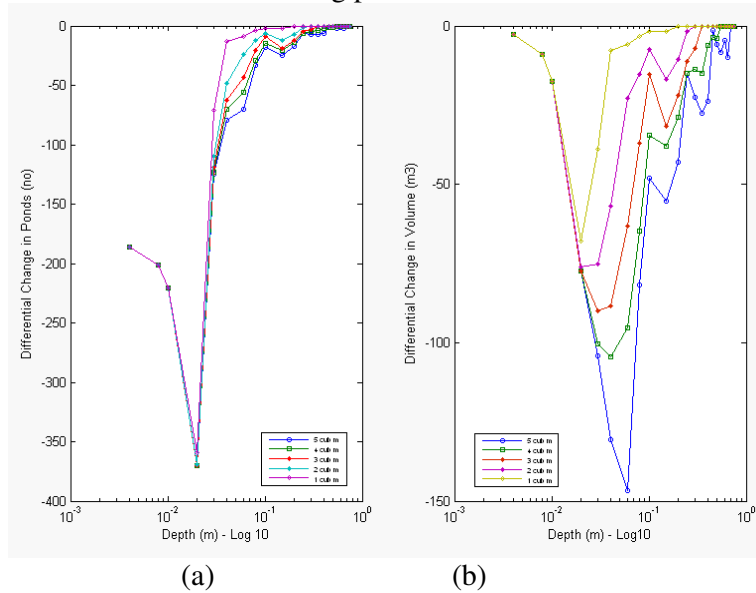 0
-50
-100
-150
-200
-250
-300
-350
-400
Differential Change in Ponds (no)
5 cub m
4 cub m
3 cub m
2 cub m
1 cub m
10^-3
10^-2
10^-1
10^0
Depth (m) - Log 10
0
-50
-100
-150
Differential Change in Volume (m3)
5 cub m
4 cub m
3 cub m
2 cub m
1 cub m
10^-3
10^-2
10^-1
10^0
Depth (m) - Log10
(a)
(b)